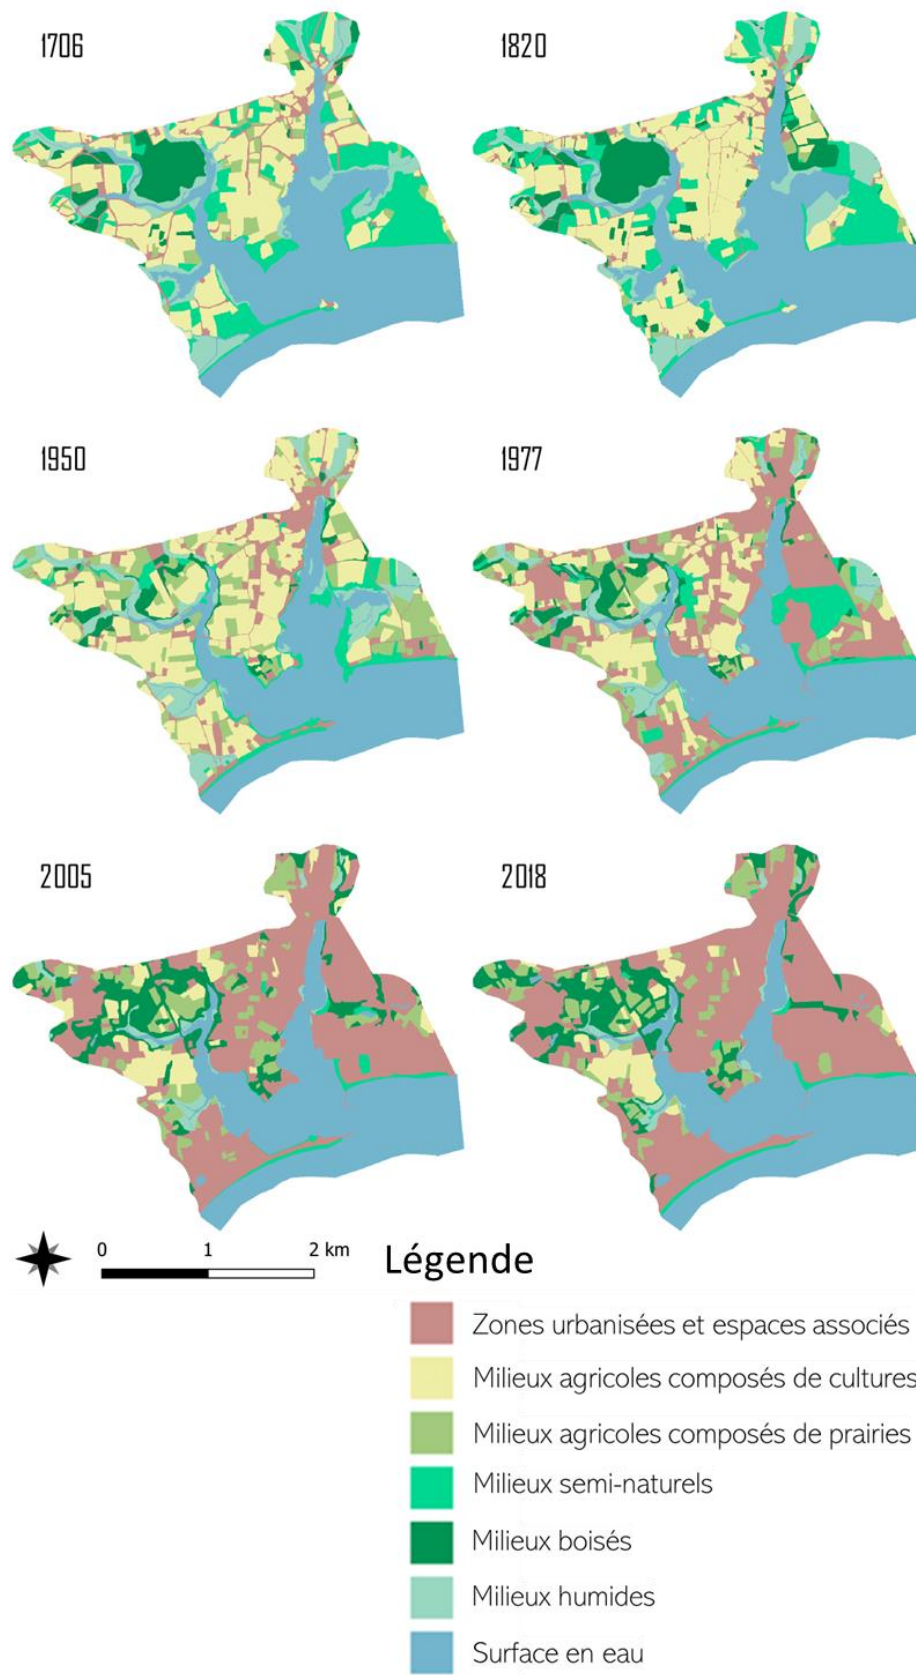 1706
1820
1950
1977
2005
2018
0 1 2 km
Légende
Zones urbanisées et espaces associés
Milieux agricoles composés de cultures
Milieux agricoles composés de prairies
Milieux semi-naturels
Milieux boisés
Milieux humides
Surface en eau